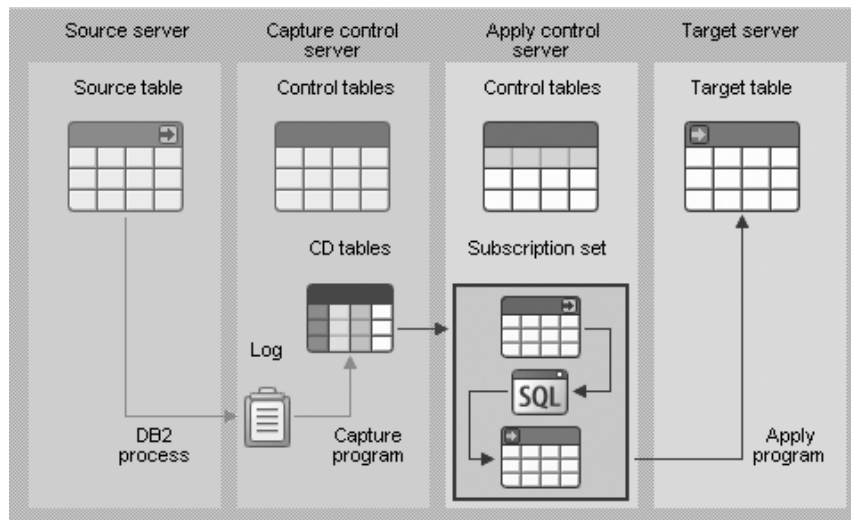 Source server
Capture control
server
Apply control
server
Target server
Source table
Control tables
Control tables
Target table
CD tables
Subscription set
Log
SQL
DB2
process
Capture
program
Apply
program